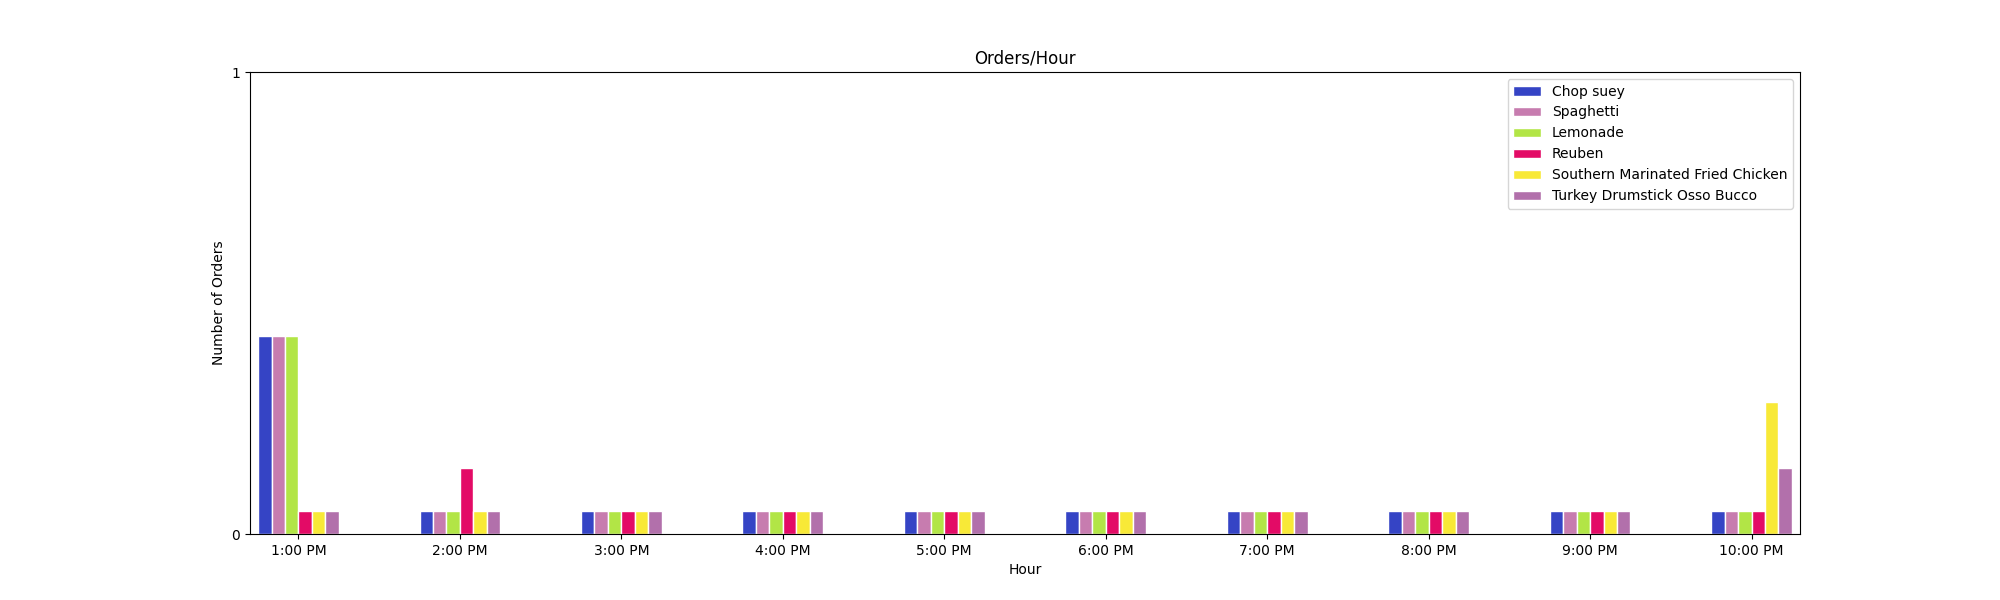 Orders/Hour
1
Chop suey
Spaghetti
Lemonade
Reuben
Southern Marinated Fried Chicken
Turkey Drumstick Osso Bucco
Number of Orders
0
1:00 PM 2:00 PM 3:00 PM 4:00 PM 5:00 PM 6:00 PM 7:00 PM 8:00 PM 9:00 PM 10:00 PM
Hour